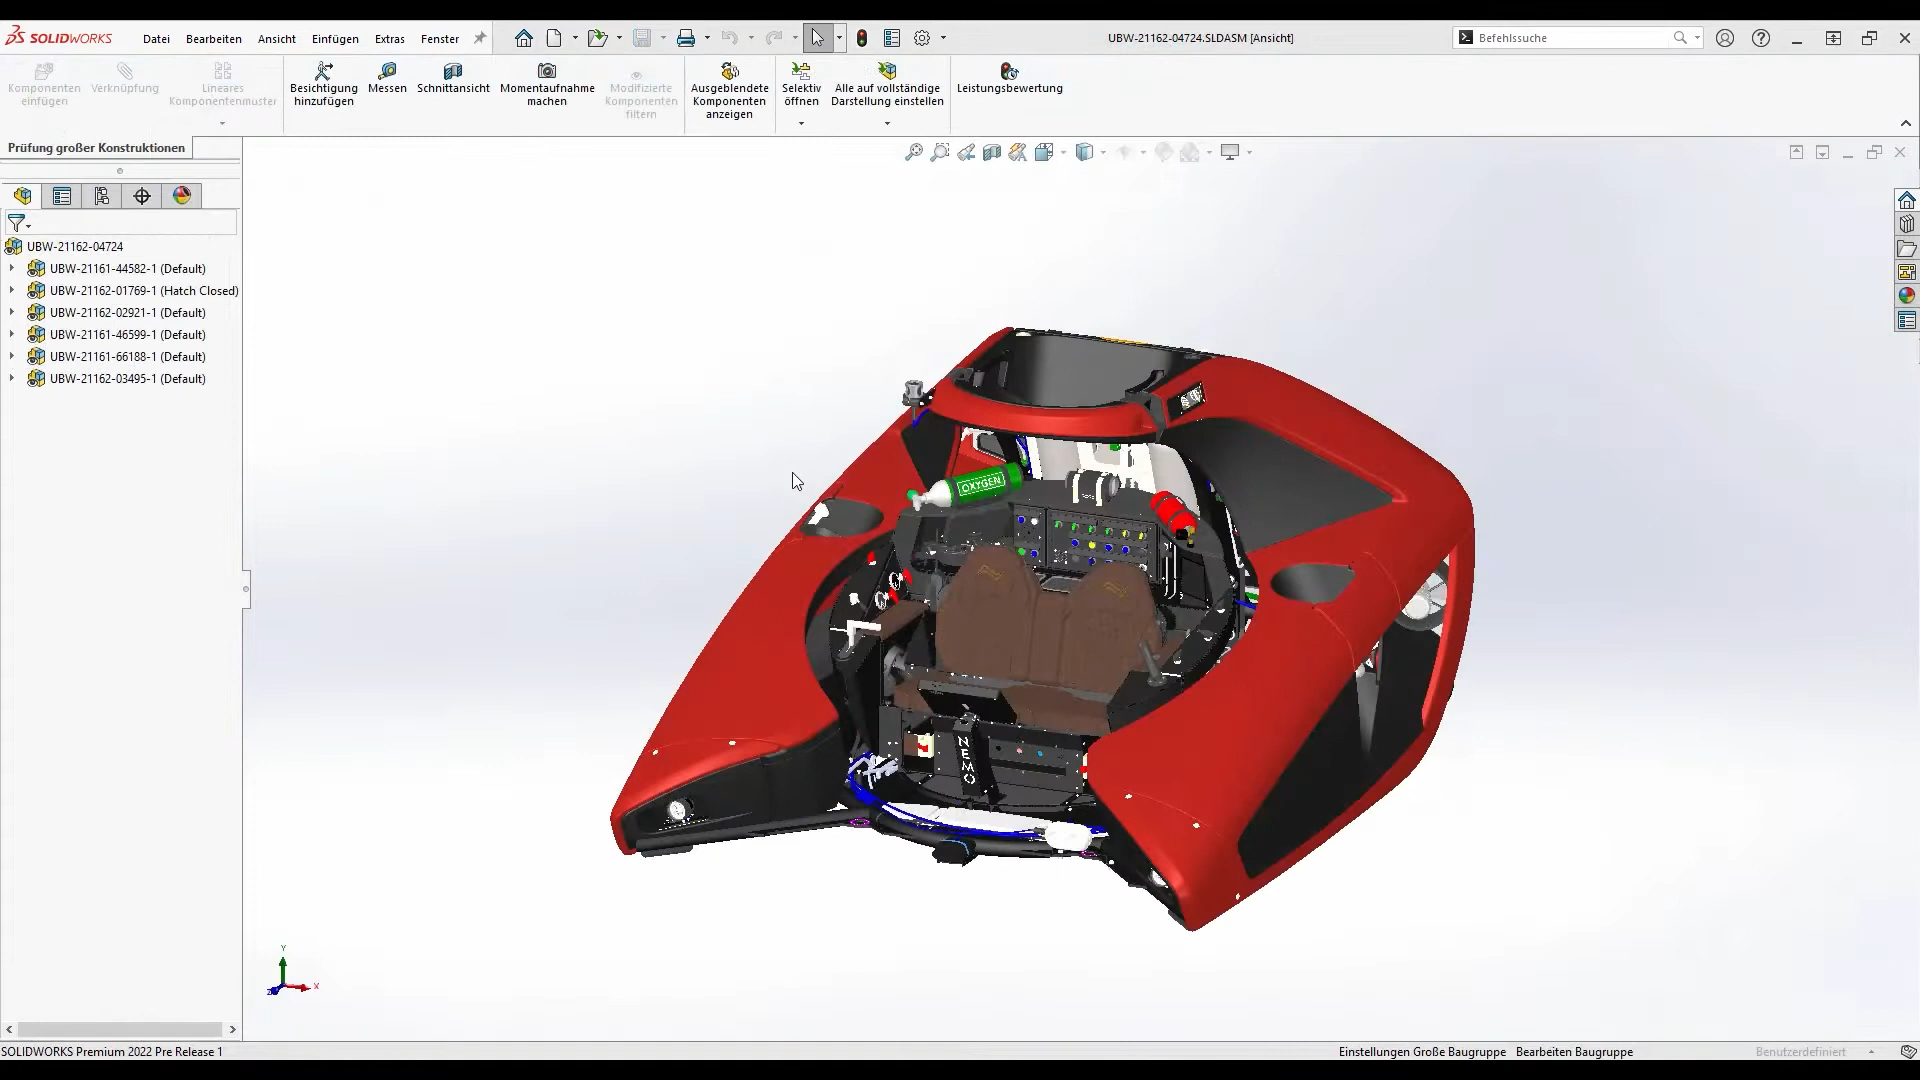 SOLIDWORKS
Datei
Bearbeiten
Ansicht
Einfügen
Extras
Fenster
UBW-21162-04724.SLDASM [Ansicht]
Befehlssuche
Komponenten
einfügen
Verknüpfung
Lineares
Komponentenmuster
Besichtigung
hinzufügen
Messen
Schnittansicht
Momentaufnahme
machen
Modifizierte
Komponenten
filtern
Ausgeblendete
Komponenten
anzeigen
Selektiv
öffnen
Alle auf vollständige
Darstellung einstellen
Leistungsbewertung
Prüfung großer Konstruktionen
UBW-21162-04724
UBW-21161-44582-1 (Default)
UBW-21162-01769-1 (Hatch Closed)
UBW-21162-02921-1 (Default)
UBW-21161-46599-1 (Default)
UBW-21161-66188-1 (Default)
UBW-21162-03495-1 (Default)
OXYGEN
NEMO
Y
X
Z
SOLIDWORKS Premium 2022 Pre Release 1
Einstellungen Große Baugruppe
Bearbeiten Baugruppe
Benutzerdefiniert